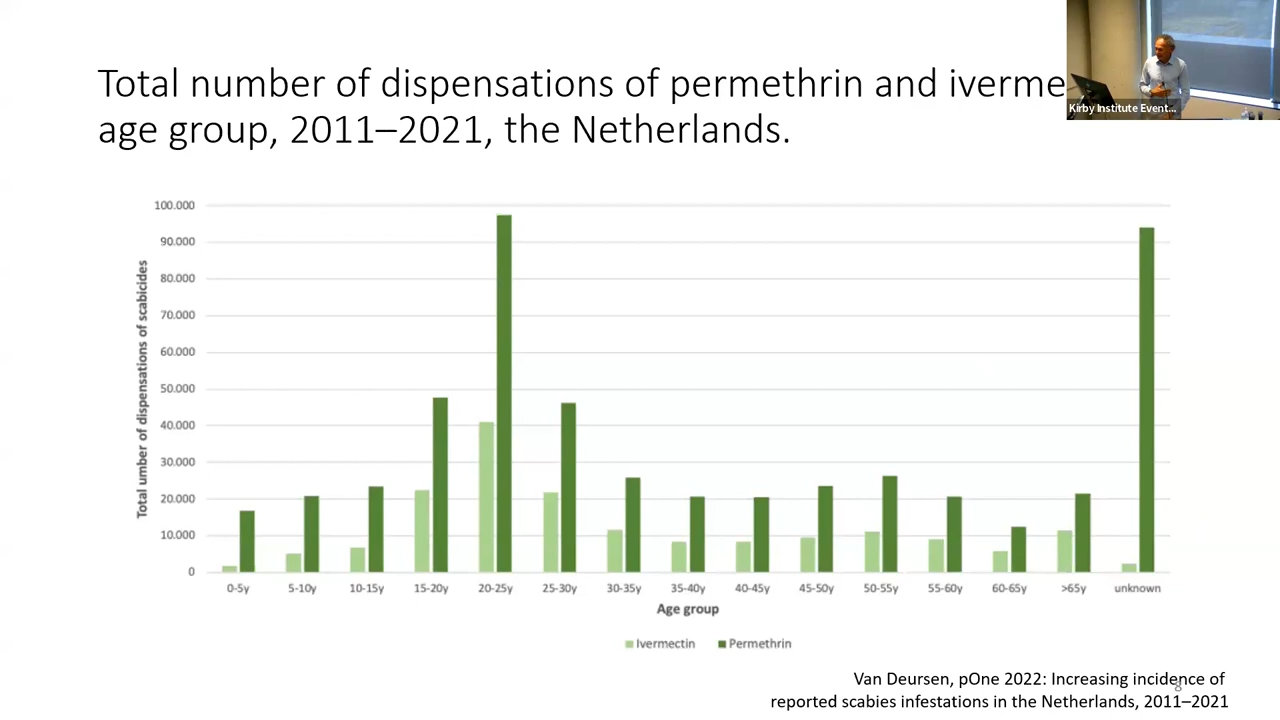 Total number of dispensations of permethrin and iverme
age group, 2011–2021, the Netherlands.
Kirby Institute Event...
100.000
90.000
80.000
70.000
60.000
50.000
40.000
30.000
20.000
10.000
0
Total umber of dispensations of scabicides
0-5y 5-10y 10-15y 15-20y 20-25y 25-30y 30-35y 35-40y 40-45y 45-50y 50-55y 55-60y 60-65y >65y unknown
Age group
Ivermectin Permethrin
Van Deursen, pOne 2022: Increasing incidence of
reported scabies infestations in the Netherlands, 2011–2021
8